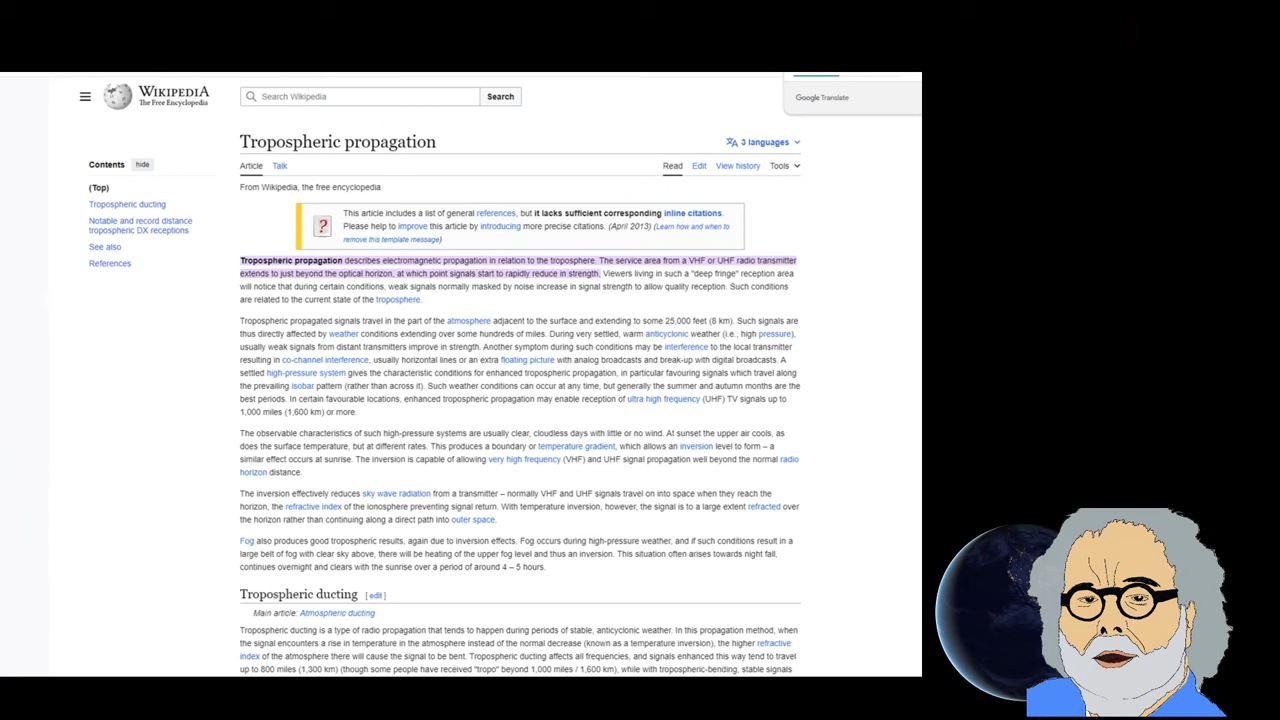 WIKIPEDIA
The Free Encyclopedia
Search Wikipedia
Search
Google Translate
Contents hide
(Top)
Tropospheric ducting
Notable and record distance
tropospheric DX receptions
See also
References
Tropospheric propagation
3 languages
Article Talk
Read Edit View history Tools
From Wikipedia, the free encyclopedia
This article includes a list of general references, but it lacks sufficient corresponding inline citations.
Please help to improve this article by introducing more precise citations. (April 2013) (Learn how and when to
remove this template message)
Tropospheric propagation describes electromagnetic propagation in relation to the troposphere. The service area from a VHF or UHF radio transmitter
extends to just beyond the optical horizon, at which point signals start to rapidly reduce in strength. Viewers living in such a "deep fringe" reception area
will notice that during certain conditions, weak signals normally masked by noise increase in signal strength to allow quality reception. Such conditions
are related to the current state of the troposphere.
Tropospheric propagated signals travel in the part of the atmosphere adjacent to the surface and extending to some 25,000 feet (8 km). Such signals are
thus directly affected by weather conditions extending over some hundreds of miles. During very settled, warm anticyclonic weather (i.e., high pressure),
usually weak signals from distant transmitters improve in strength. Another symptom during such conditions may be interference to the local transmitter
resulting in co-channel interference, usually horizontal lines or an extra floating picture with analog broadcasts and break-up with digital broadcasts. A
settled high-pressure system gives the characteristic conditions for enhanced tropospheric propagation, in particular favouring signals which travel along
the prevailing isobar pattern (rather than across it). Such weather conditions can occur at any time, but generally the summer and autumn months are the
best periods. In certain favourable locations, enhanced tropospheric propagation may enable reception of ultra high frequency (UHF) TV signals up to
1,000 miles (1,600 km) or more.
The observable characteristics of such high-pressure systems are usually clear, cloudless days with little or no wind. At sunset the upper air cools, as
does the surface temperature, but at different rates. This produces a boundary or temperature gradient, which allows an inversion level to form – a
similar effect occurs at sunrise. The inversion is capable of allowing very high frequency (VHF) and UHF signal propagation well beyond the normal radio
horizon distance.
The inversion effectively reduces sky wave radiation from a transmitter – normally VHF and UHF signals travel on into space when they reach the
horizon, the refractive index of the ionosphere preventing signal return. With temperature inversion, however, the signal is to a large extent refracted over
the horizon rather than continuing along a direct path into outer space.
Fog also produces good tropospheric results, again due to inversion effects. Fog occurs during high-pressure weather, and if such conditions result in a
large belt of fog with clear sky above, there will be heating of the upper fog level and thus an inversion. This situation often arises towards night fall,
continues overnight and clears with the sunrise over a period of around 4 – 5 hours.
Tropospheric ducting [ edit ]
Main article: Atmospheric ducting
Tropospheric ducting is a type of radio propagation that tends to happen during periods of stable, anticyclonic weather. In this propagation method, when
the signal encounters a rise in temperature in the atmosphere instead of the normal decrease (known as a temperature inversion), the higher refractive
index of the atmosphere there will cause the signal to be bent. Tropospheric ducting affects all frequencies, and signals enhanced this way tend to travel
up to 800 miles (1,300 km) (though some people have received "tropo" beyond 1,000 miles / 1,600 km), while with tropospheric-bending, stable signals